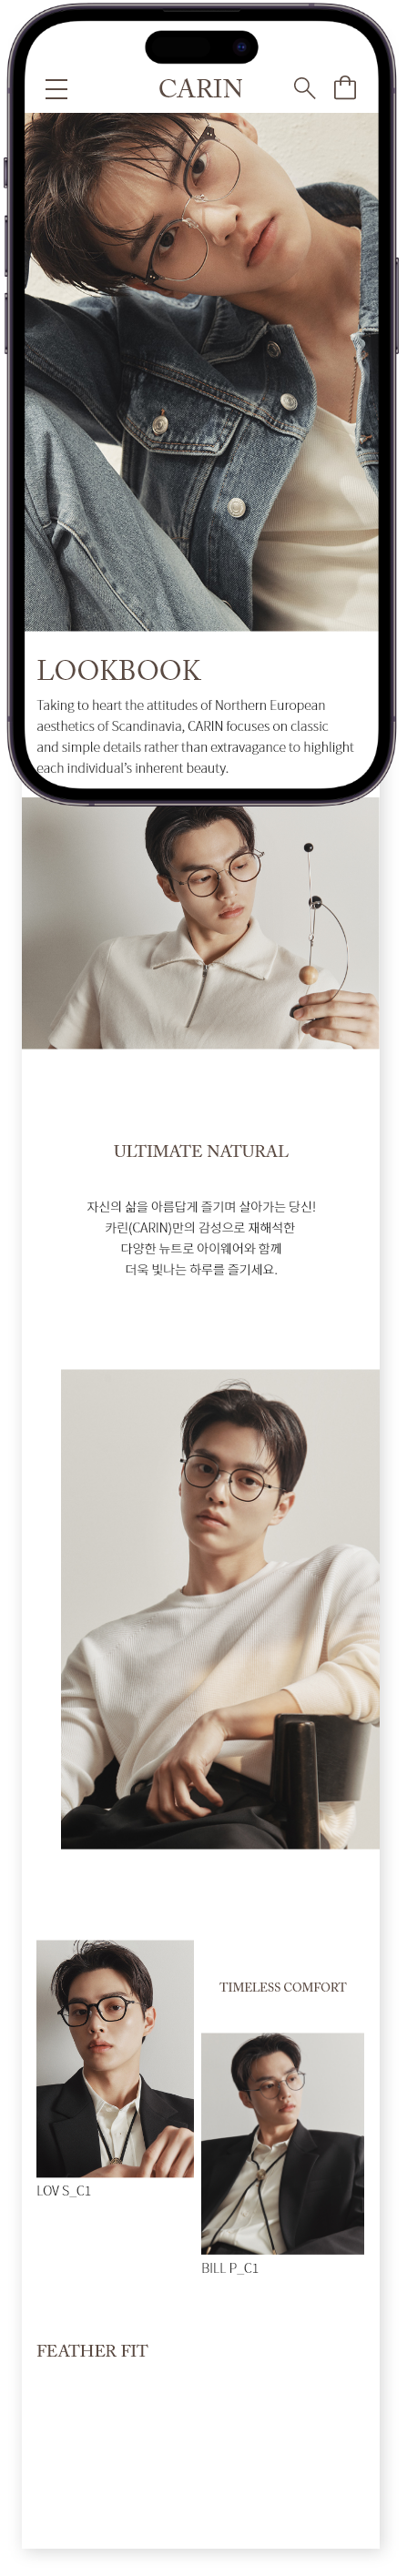 CARIN
LOOKBOOK
Taking to heart the attitudes of Northern European
aesthetics of Scandinavia, CARIN focuses on classic
and simple details rather than extravagance to highlight
each individual's inherent beauty.
ULTIMATE NATURAL
자신의 삶을 아름답게 즐기며 살아가는 당신!
카린(CARIN)만의 감성으로 재해석한
다양한 뉴트로 아이웨어와 함께
더욱 빛나는 하루를 즐기세요.
TIMELESS COMFORT
LOV S_C1
BILL P_C1
FEATHER FIT